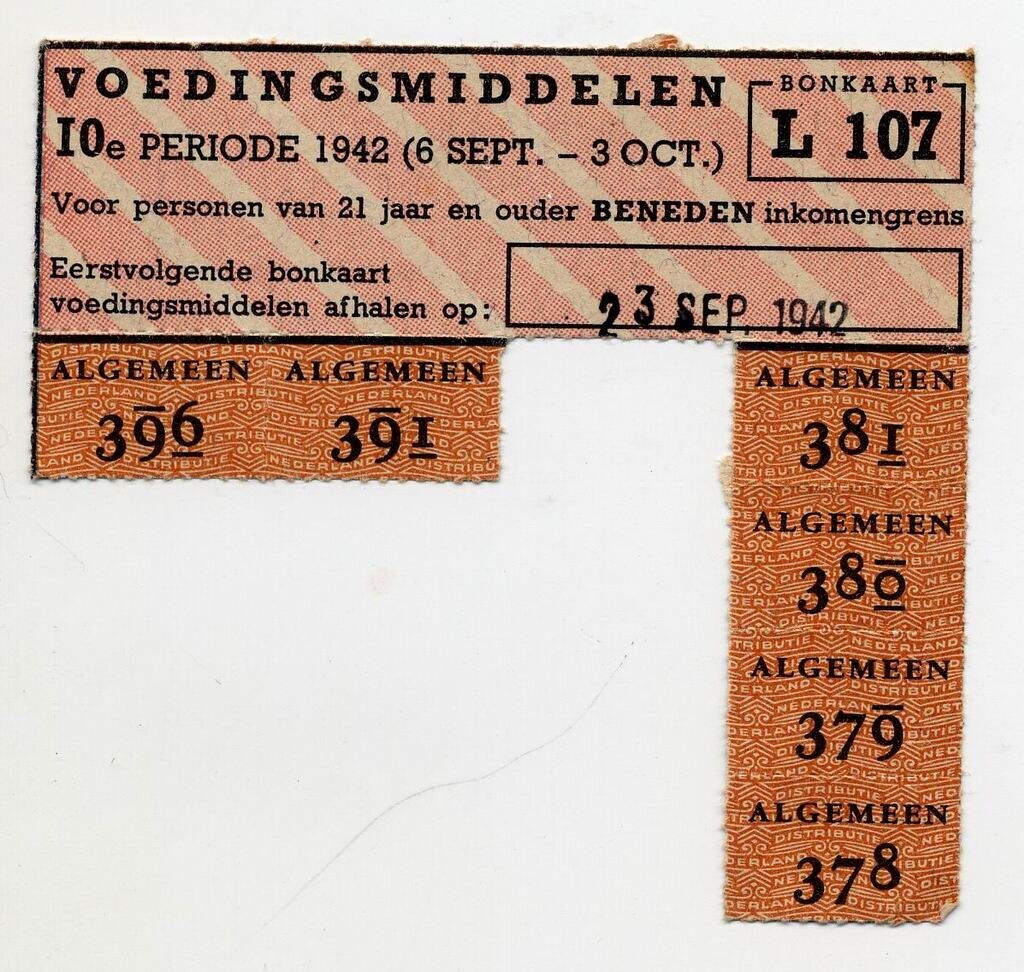 VOEDINGSMIDDELEN
10e PERIODE 1942 (6 SEPT. – 3 OCT.)
BONKAART
L 107
Voor personen van 21 jaar en ouder BENEDEN inkomengrens
Eerstvolgende bonkaart
voedingsmiddelen afhalen op:
23 SEP. 1942
ALGEMEEN
396
ALGEMEEN
391
ALGEMEEN
381
ALGEMEEN
380
ALGEMEEN
379
ALGEMEEN
378
NEDERLAND DISTRIBUTIE